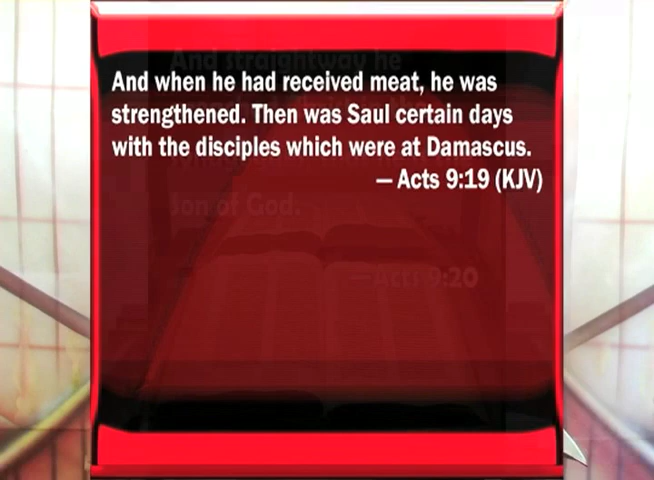 And when he had received meat, he was
strengthened. Then was Saul certain days
with the disciples which were at Damascus.
— Acts 9:19 (KJV)
And straightway he
Son of God.
— Acts 9:20